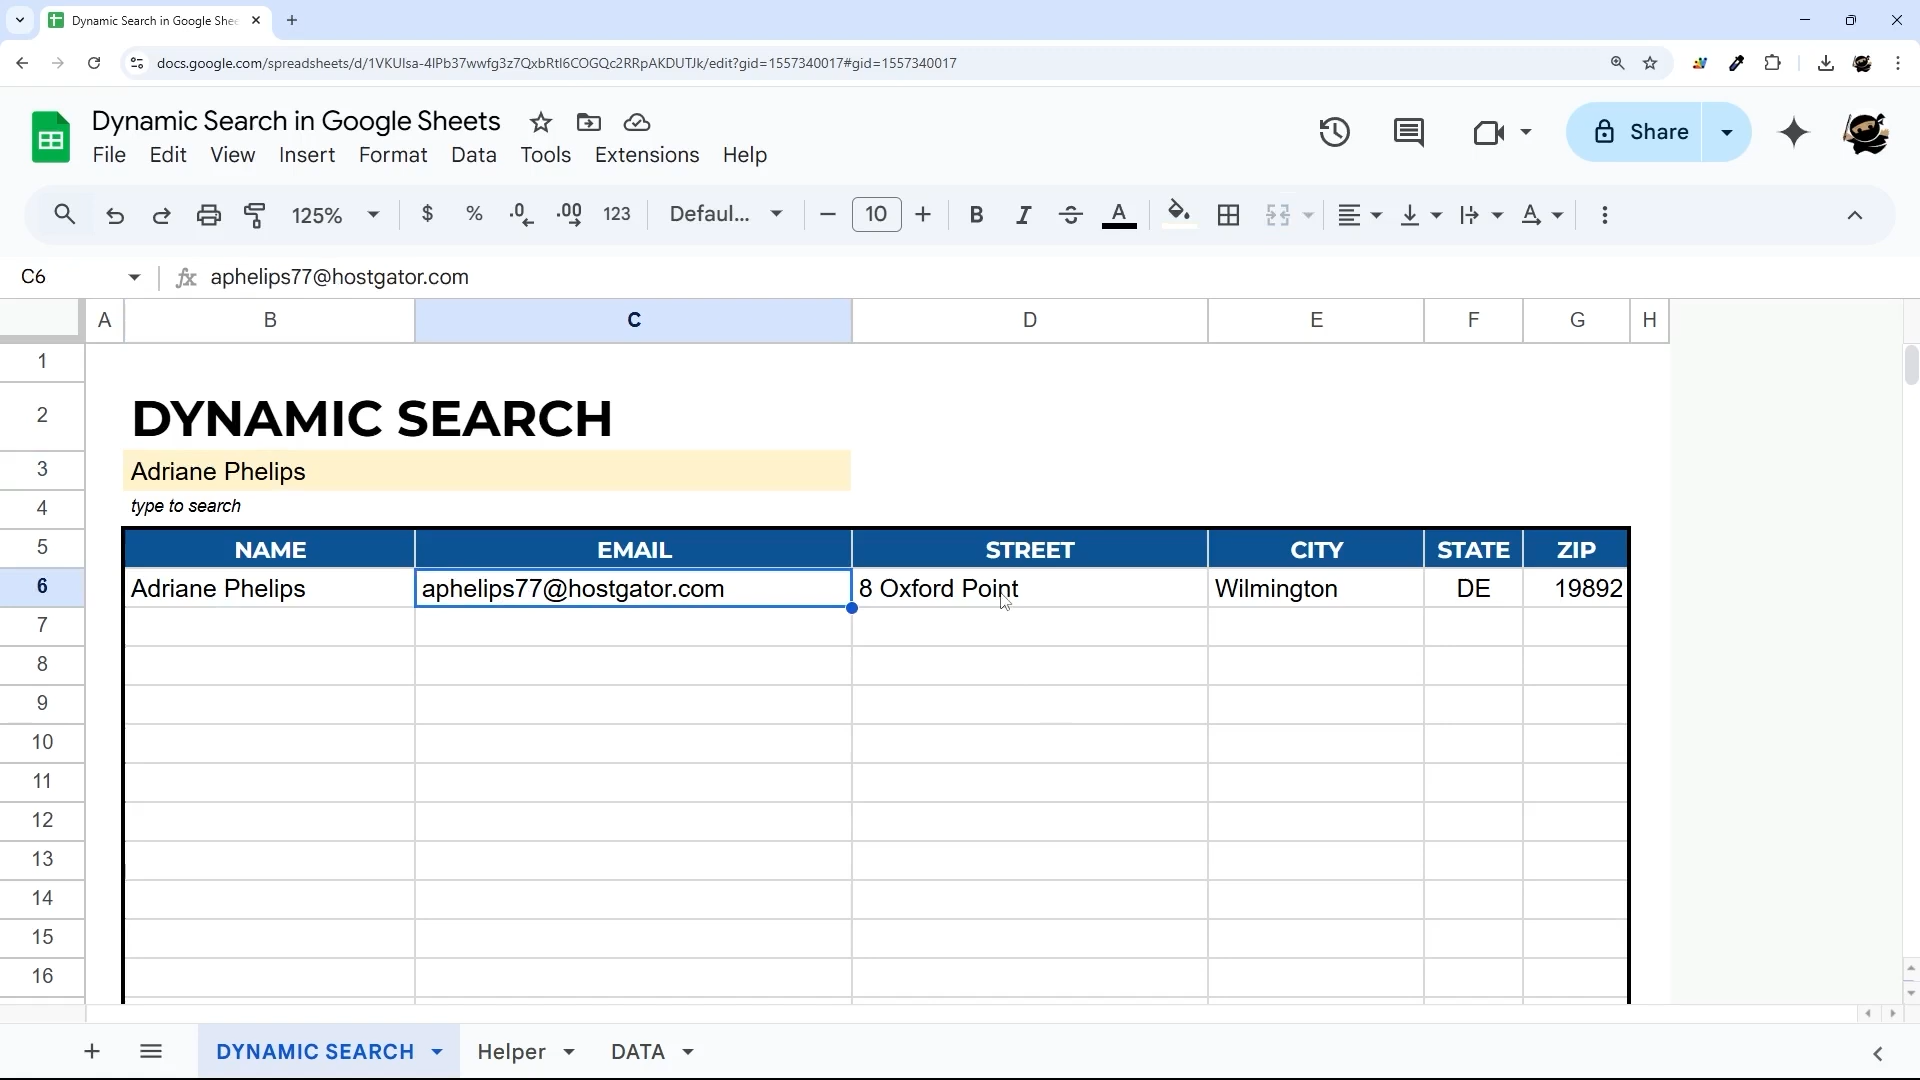 Dynamic Search in Google Shee
docs.google.com/spreadsheets/d/1VKUlsa-4lPb37wwfg3z7QxbRtl6COGQc2RRpAKDUTJk/edit?gid=1557340017#gid=1557340017
Dynamic Search in Google Sheets
File Edit View Insert Format Data Tools Extensions Help
Share
125% $ % .0 .00 123 Defaul... 10 B I A A
C6 fx aphelips77@hostgator.com
A B C D E F G H
1
2 DYNAMIC SEARCH
3 Adriane Phelips
4 type to search
5 NAME EMAIL STREET CITY STATE ZIP
6 Adriane Phelips aphelips77@hostgator.com 8 Oxford Point Wilmington DE 19892
7
8
9
10
11
12
13
14
15
16
DYNAMIC SEARCH Helper DATA